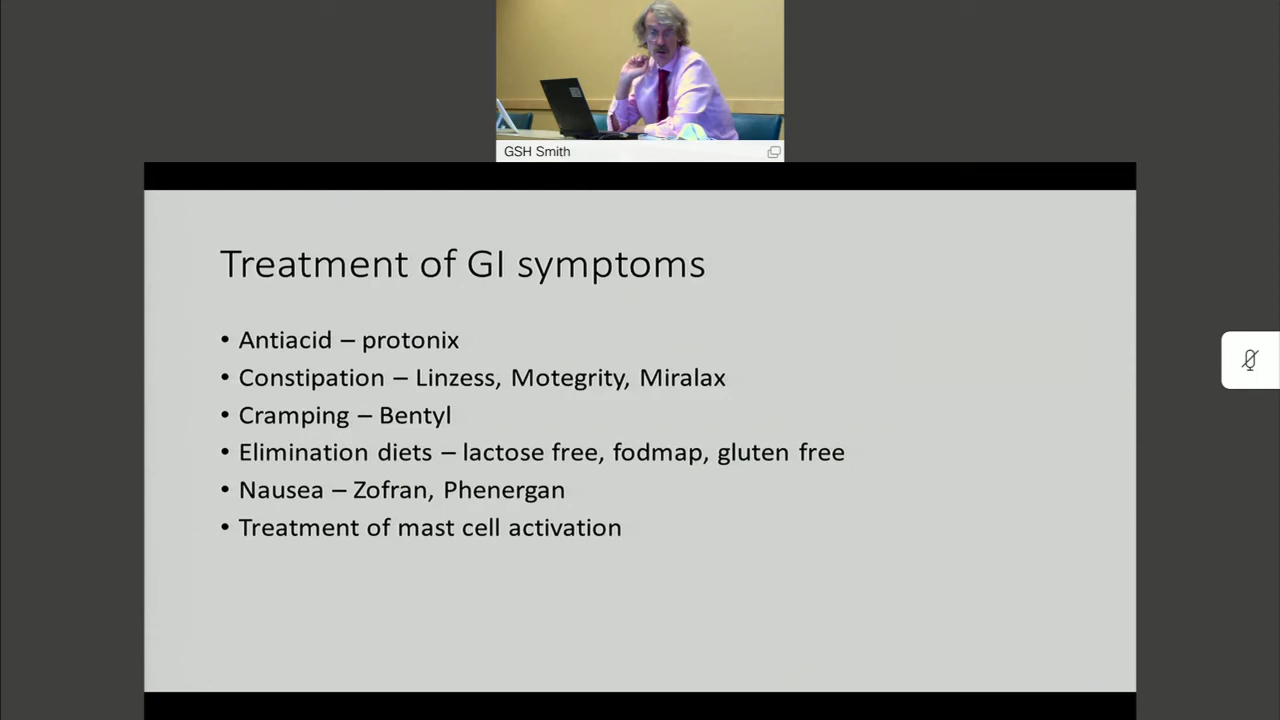 GSH Smith
Treatment of GI symptoms
• Antiacid – protonix
• Constipation – Linzess, Motegrity, Miralax
• Cramping – Bentyl
• Elimination diets – lactose free, fodmap, gluten free
• Nausea – Zofran, Phenergan
• Treatment of mast cell activation